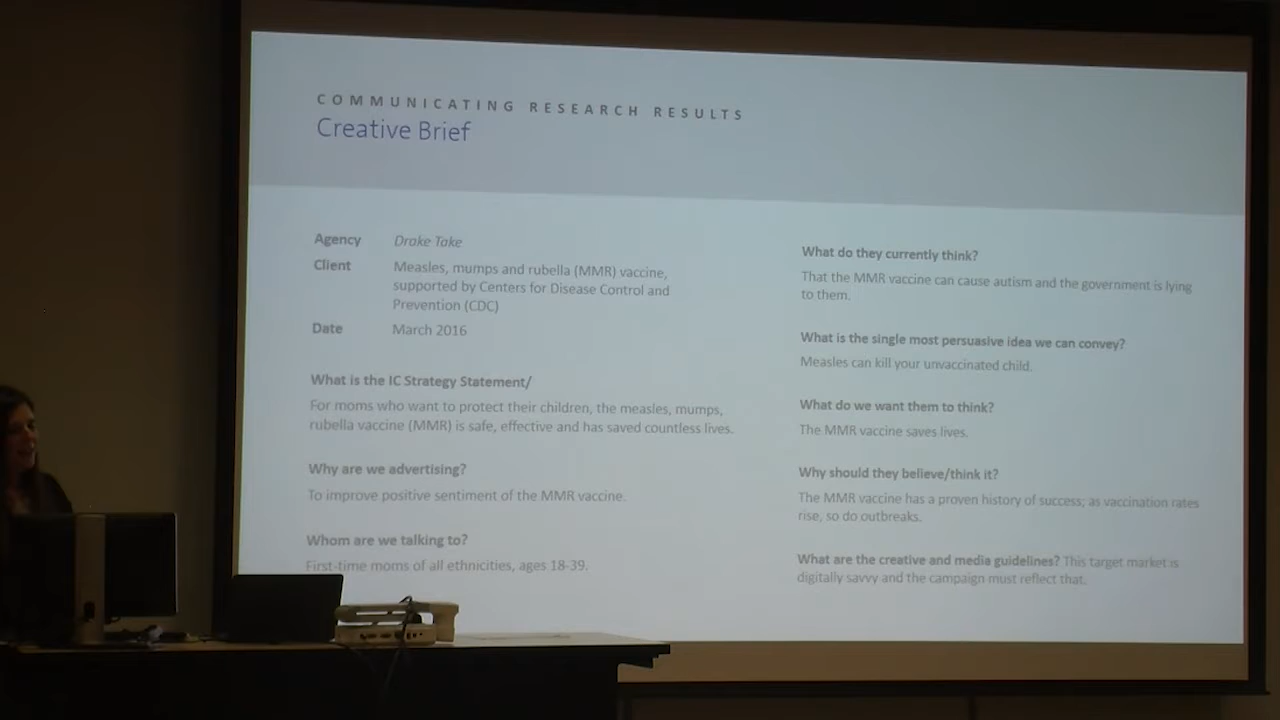 COMMUNICATING RESEARCH RESULTS
Creative Brief
Agency Drake Take
Client Measles, mumps and rubella (MMR) vaccine,
supported by Centers for Disease Control and
Prevention (CDC)
Date March 2016
What is the IC Strategy Statement/
For moms who want to protect their children, the measles, mumps,
rubella vaccine (MMR) is safe, effective and has saved countless lives.
Why are we advertising?
To improve positive sentiment of the MMR vaccine.
Whom are we talking to?
First-time moms of all ethnicities, ages 18-39.
What do they currently think?
That the MMR vaccine can cause autism and the government is lying
to them.
What is the single most persuasive idea we can convey?
Measles can kill your unvaccinated child.
What do we want them to think?
The MMR vaccine saves lives.
Why should they believe/think it?
The MMR vaccine has a proven history of success; as vaccination rates
rise, so do outbreaks.
What are the creative and media guidelines? This target market is
digitally savvy and the campaign must reflect that.